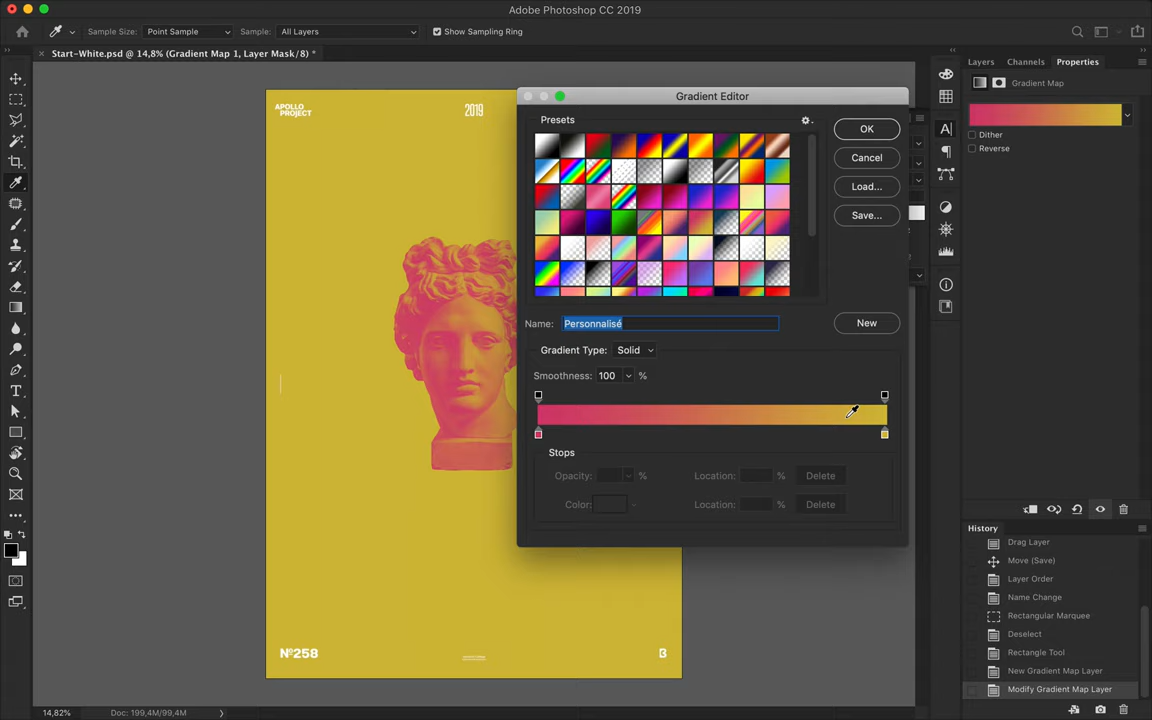 Adobe Photoshop CC 2019
Sample Size: Point Sample Sample: All Layers Show Sampling Ring
Start-White.psd @ 14,8% (Gradient Map 1, Layer Mask/8) *
APOLLO
PROJECT
2019
Gradient Editor
Presets
OK
Cancel
Load...
Save...
Name: Personnalisé
New
Gradient Type: Solid
Smoothness: 100 %
Stops
Opacity: % Location: % Delete
Color: Location: % Delete
Layers Channels Properties
Gradient Map
Dither
Reverse
History
Drag Layer
Move (Save)
Layer Order
Name Change
Rectangular Marquee
Deselect
Rectangle Tool
New Gradient Map Layer
Modify Gradient Map Layer
Nº258
14,82% Doc: 199,4M/99,4M